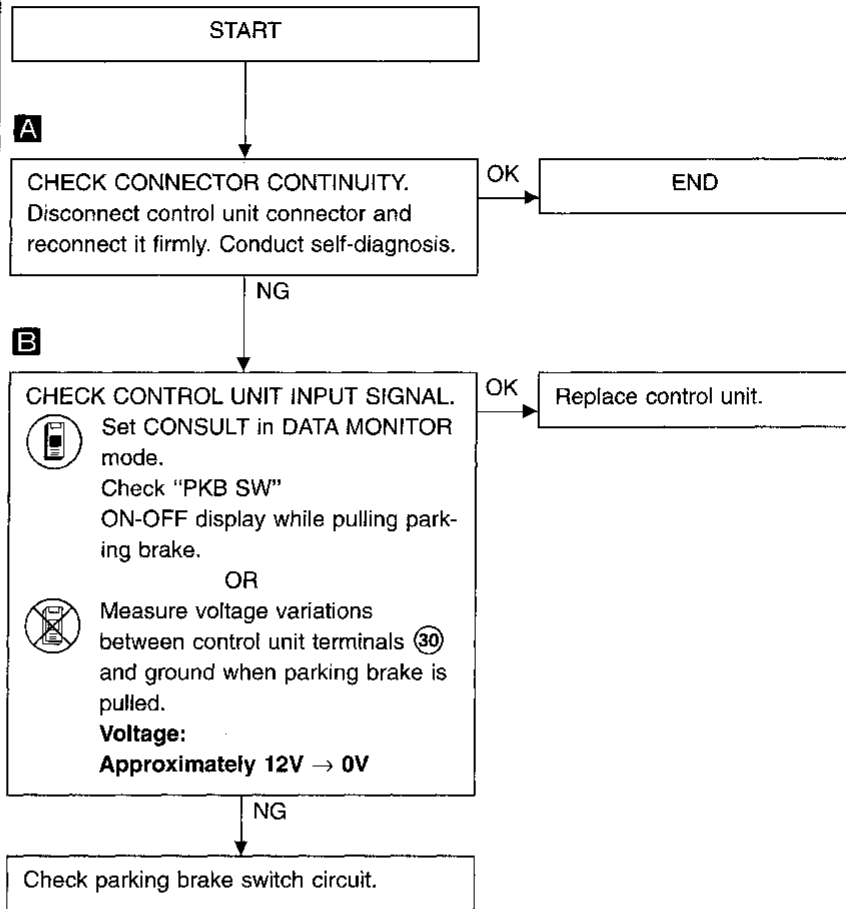 START
A
CHECK CONNECTOR CONTINUITY.
Disconnect control unit connector and
reconnect it firmly. Conduct self-diagnosis.
OK
END
NG
B
CHECK CONTROL UNIT INPUT SIGNAL.
Set CONSULT in DATA MONITOR
mode.
Check “PKB SW”
ON-OFF display while pulling park-
ing brake.
OR
Measure voltage variations
between control unit terminals 30
and ground when parking brake is
pulled.
Voltage:
Approximately 12V → 0V
OK
Replace control unit.
NG
Check parking brake switch circuit.